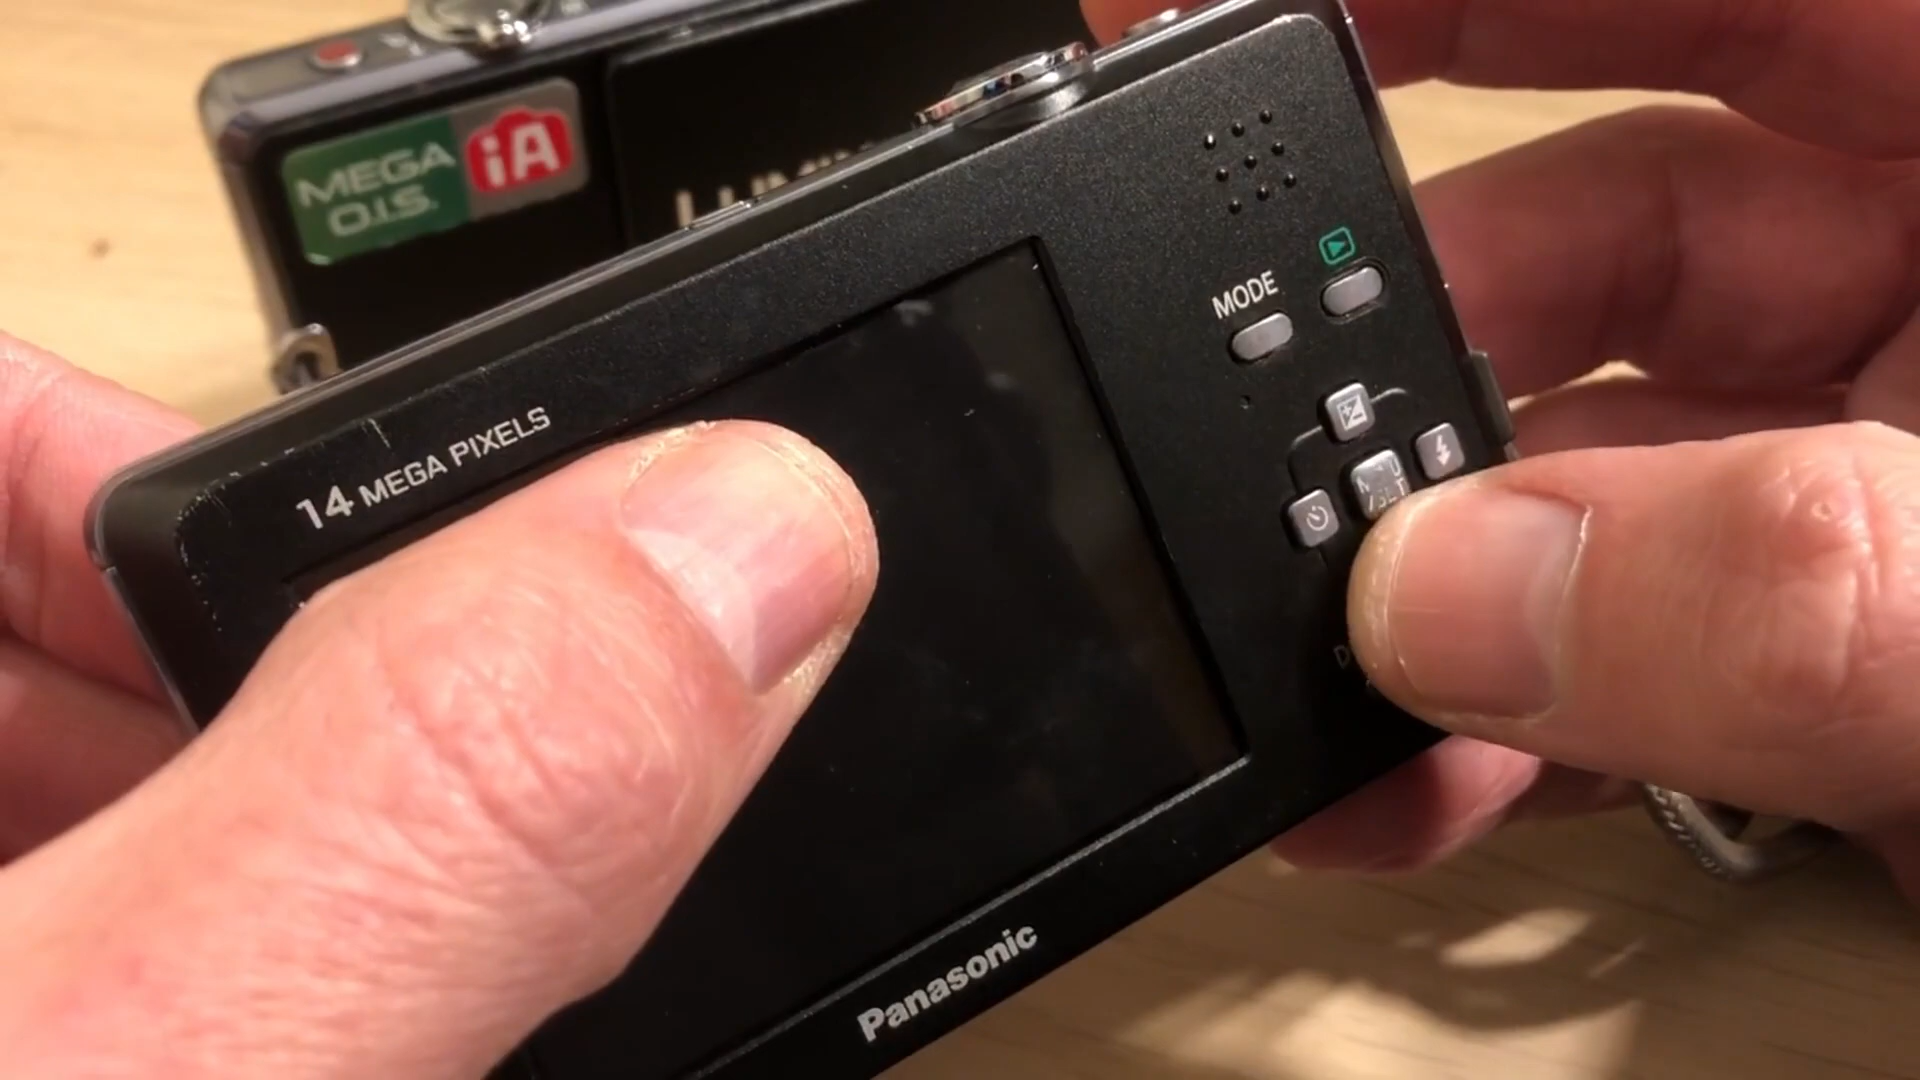 MEGA
O.I.S.
iA
14 MEGA PIXELS
MODE
Panasonic